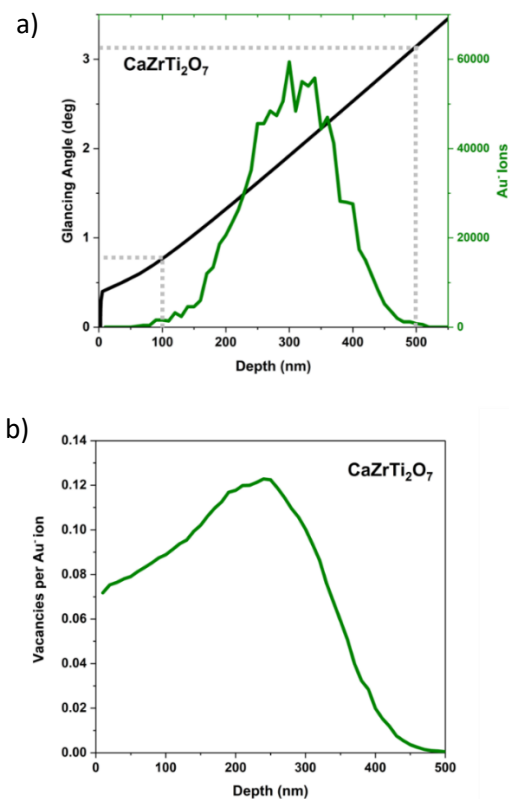 a)
CaZrTi₂O₇
Glancing Angle (deg)
3
2
1
0
60000
40000
20000
0
Au⁻ Ions
0 100 200 300 400 500
Depth (nm)
b)
CaZrTi₂O₇
Vacancies per Au⁻ ion
0.14
0.12
0.10
0.08
0.06
0.04
0.02
0.00
0 100 200 300 400 500
Depth (nm)